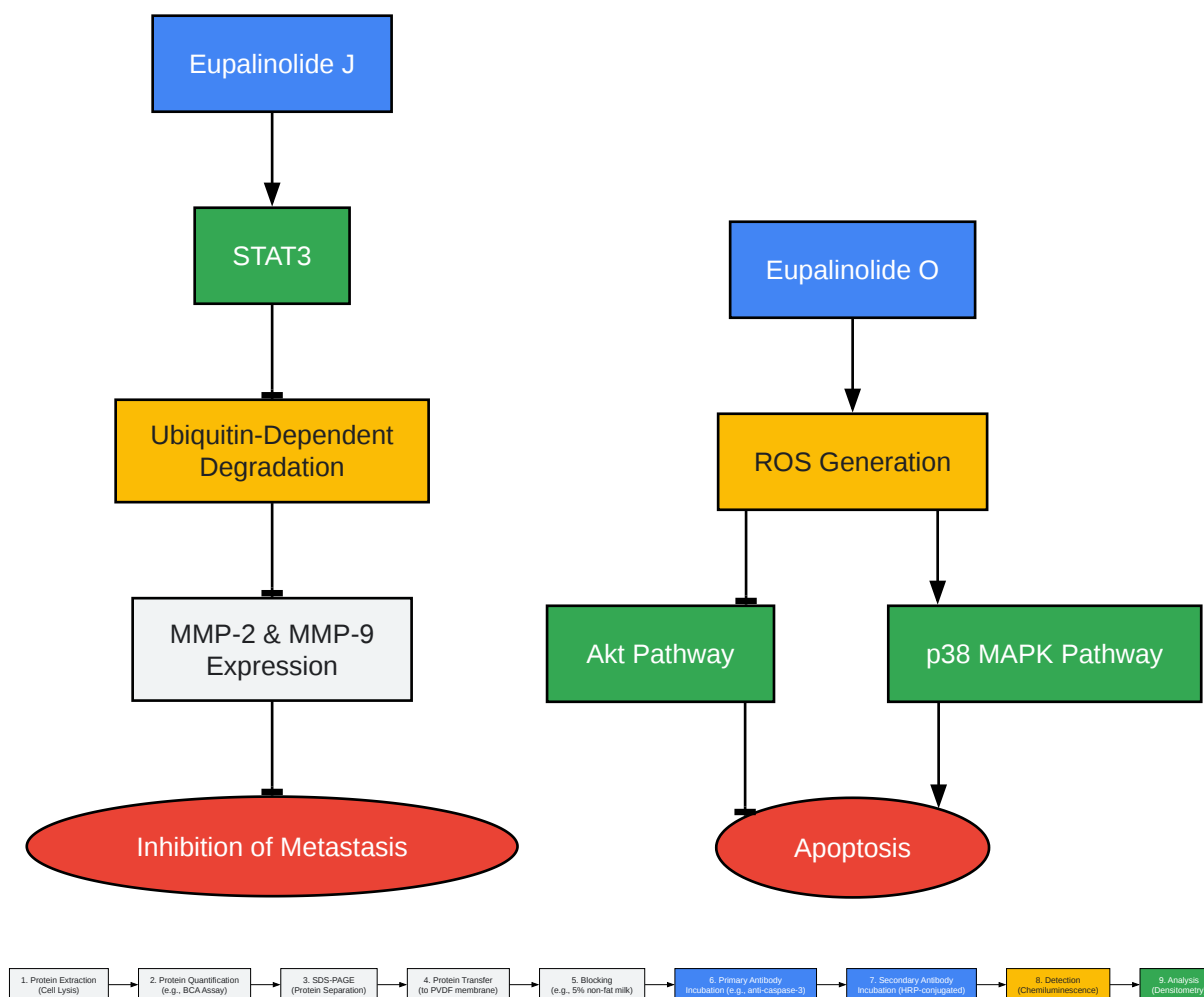 Eupalinolide J
STAT3
Ubiquitin-Dependent
Degradation
MMP-2 & MMP-9
Expression
Inhibition of Metastasis
Eupalinolide O
ROS Generation
Akt Pathway
p38 MAPK Pathway
Apoptosis
1. Protein Extraction
(Cell Lysis)
2. Protein Quantification
(e.g., BCA Assay)
3. SDS-PAGE
(Protein Separation)
4. Protein Transfer
(to PVDF membrane)
5. Blocking
(e.g., 5% non-fat milk)
6. Primary Antibody
Incubation (e.g., anti-caspase-3)
7. Secondary Antibody
Incubation (HRP-conjugated)
8. Detection
(Chemiluminescence)
9. Analysis
(Densitometry